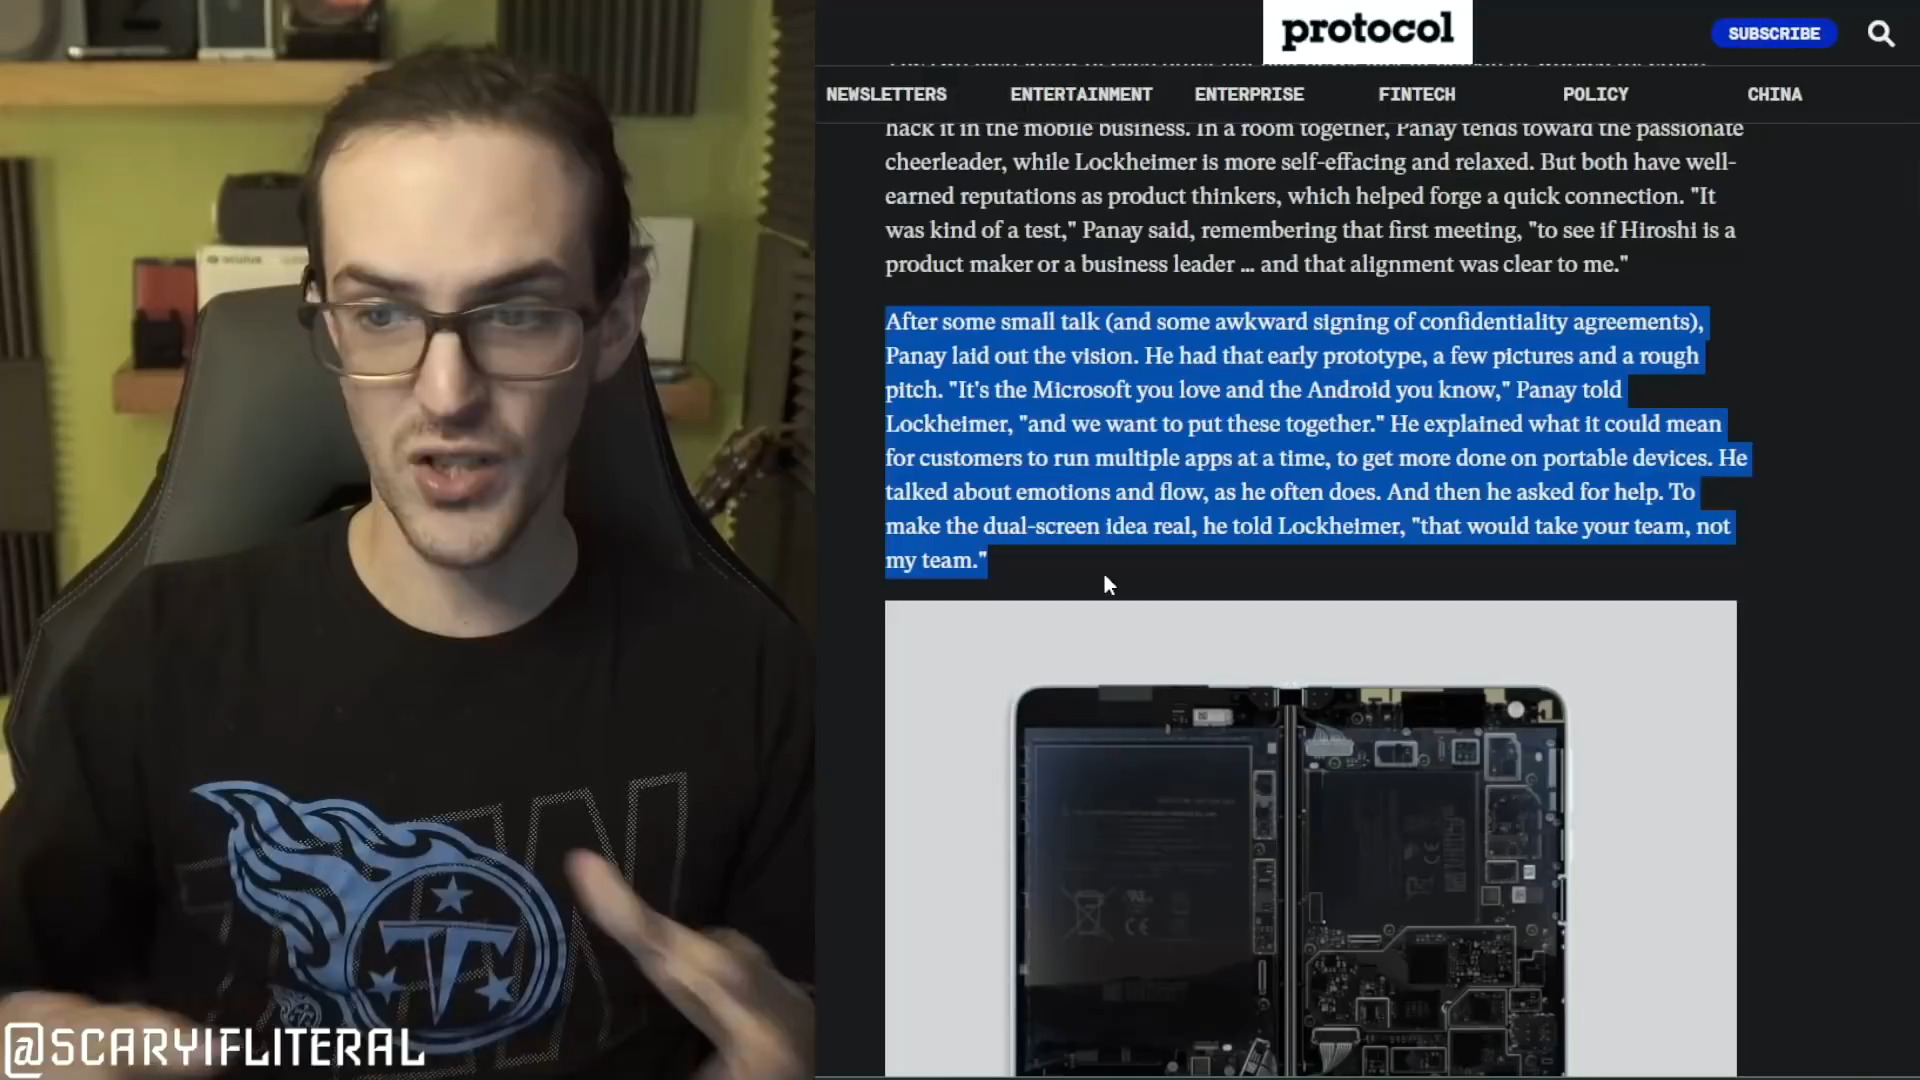 protocol
SUBSCRIBE
NEWSLETTERS ENTERTAINMENT ENTERPRISE FINTECH POLICY CHINA
hack it in the mobile business. In a room together, Panay tends toward the passionate
cheerleader, while Lockheimer is more self-effacing and relaxed. But both have well-
earned reputations as product thinkers, which helped forge a quick connection. "It
was kind of a test," Panay said, remembering that first meeting, "to see if Hiroshi is a
product maker or a business leader ... and that alignment was clear to me."
After some small talk (and some awkward signing of confidentiality agreements),
Panay laid out the vision. He had that early prototype, a few pictures and a rough
pitch. "It's the Microsoft you love and the Android you know," Panay told
Lockheimer, "and we want to put these together." He explained what it could mean
for customers to run multiple apps at a time, to get more done on portable devices. He
talked about emotions and flow, as he often does. And then he asked for help. To
make the dual-screen idea real, he told Lockheimer, "that would take your team, not
my team."
oculus
T
CE
CE
@SCARYIFLITERAL